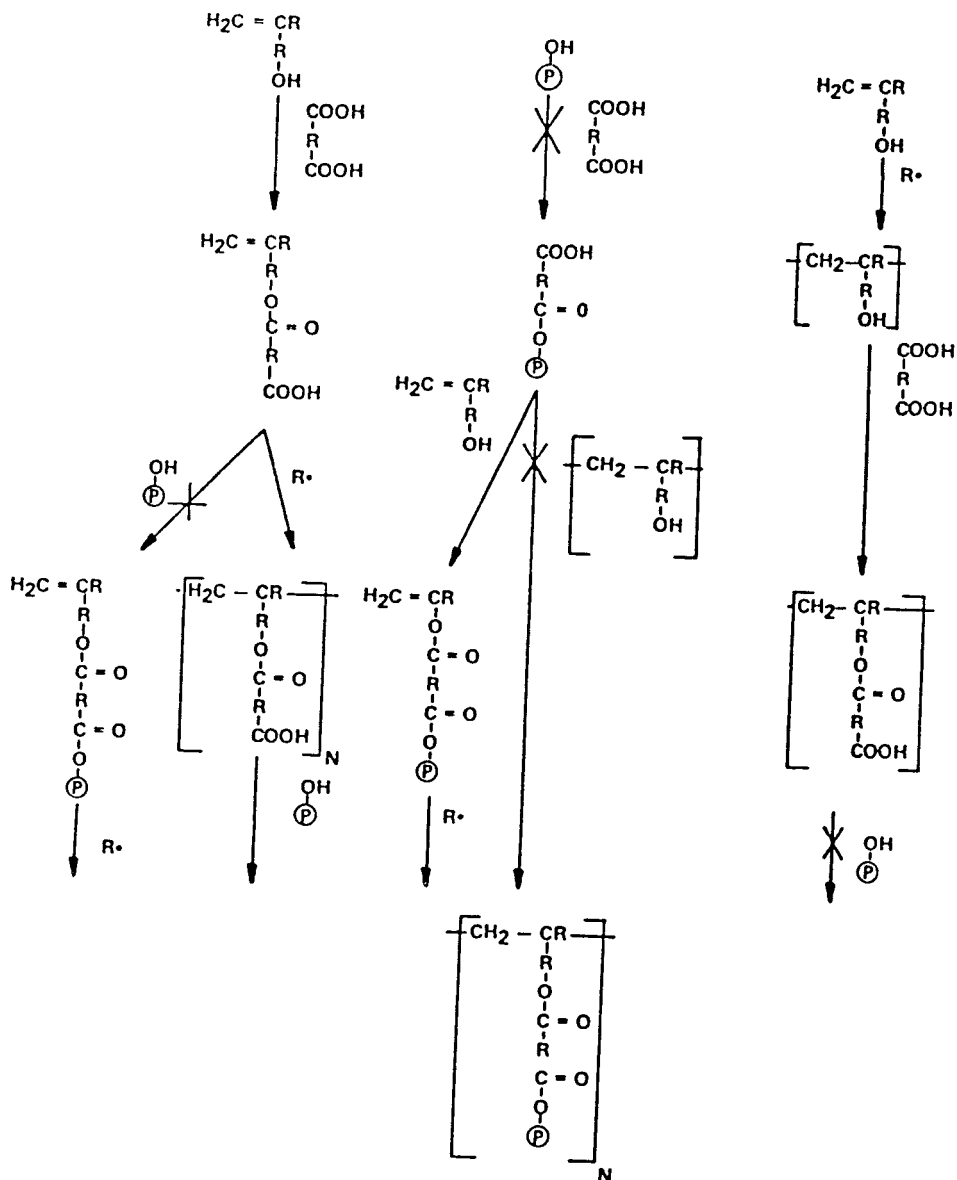 H₂C = CR
R
OH
COOH
R
COOH
H₂C = CR
R
O
C = O
R
COOH
OH
P
R•
H₂C = CR
R
O
C = O
R
C = O
O
P
R•
H₂C — CR
R
O
C = O
R
COOH
N
OH
P
OH
P
COOH
R
COOH
COOH
R
C = O
O
P
H₂C = CR
R
OH
CH₂ — CR
R
OH
H₂C = CR
O
C = O
R
C = O
O
P
R•
CH₂ — CR
R
O
C = O
R
C = O
O
P
N
H₂C = CR
R
OH
R•
CH₂—CR
R
OH
COOH
R
COOH
CH₂ — CR
R
O
C = O
R
COOH
OH
P